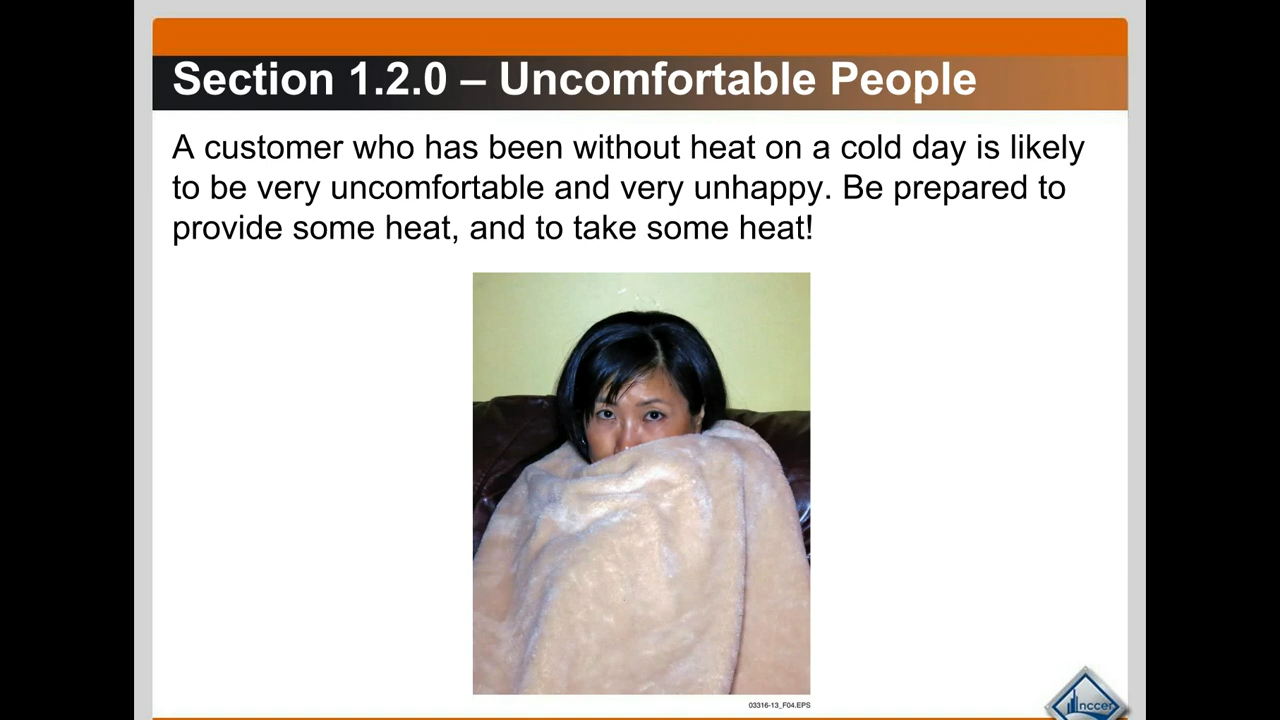 Section 1.2.0 – Uncomfortable People
A customer who has been without heat on a cold day is likely
to be very uncomfortable and very unhappy. Be prepared to
provide some heat, and to take some heat!
03316-13_F04.EPS
nccer